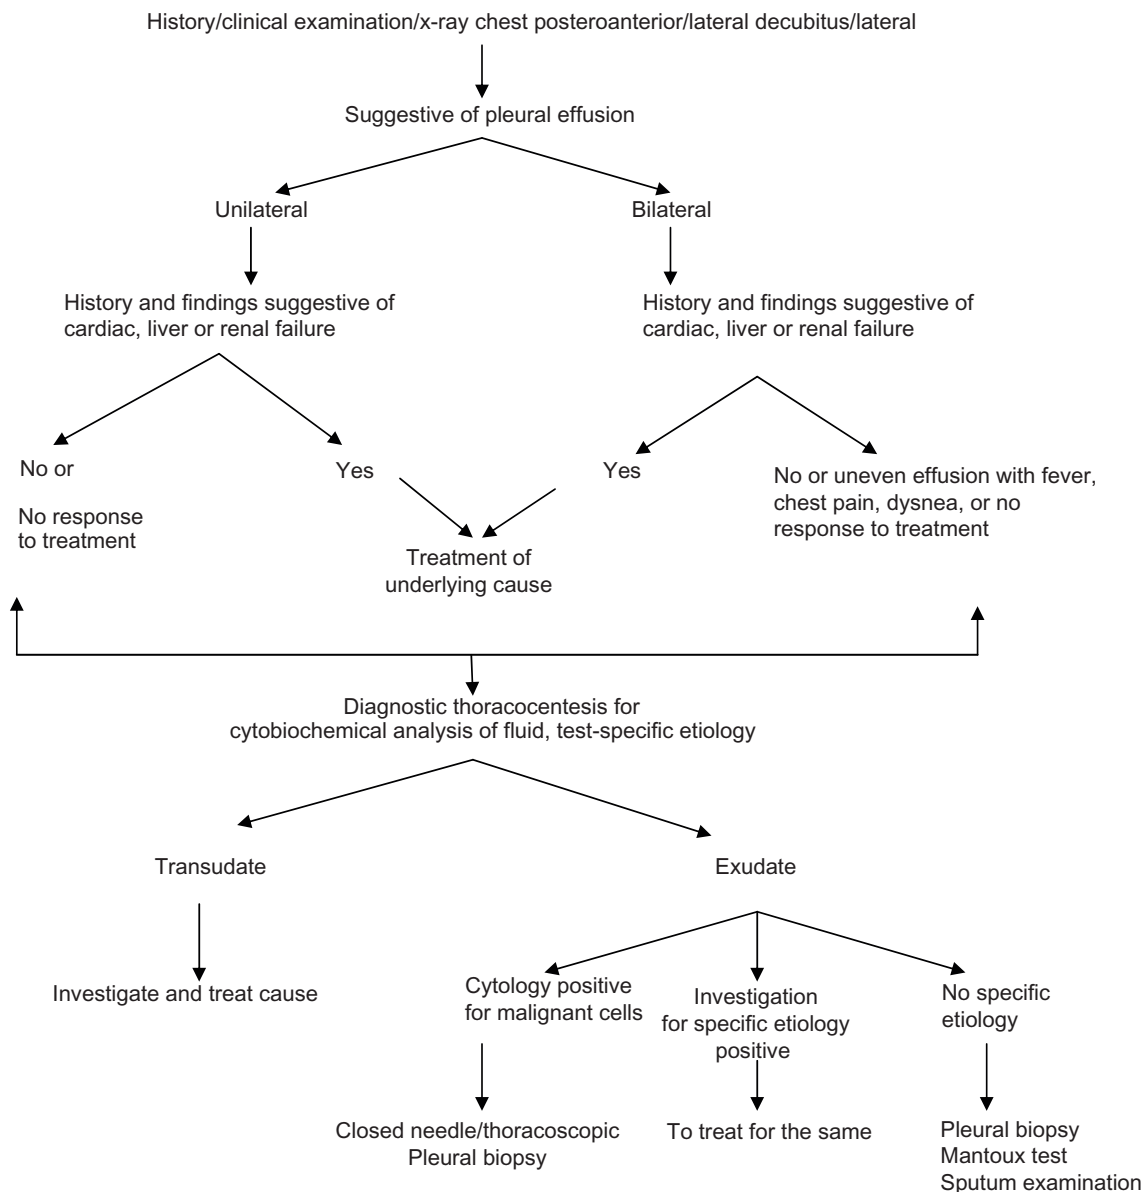 History/clinical examination/x-ray chest posteroanterior/lateral decubitus/lateral
Suggestive of pleural effusion
Unilateral
Bilateral
History and findings suggestive of
cardiac, liver or renal failure
History and findings suggestive of
cardiac, liver or renal failure
No or
No response
to treatment
Yes
Yes
No or uneven effusion with fever,
chest pain, dysnea, or no
response to treatment
Treatment of
underlying cause
Diagnostic thoracocentesis for
cytobiochemical analysis of fluid, test-specific etiology
Transudate
Exudate
Investigate and treat cause
Cytology positive
for malignant cells
Investigation
for specific etiology
positive
No specific
etiology
Closed needle/thoracoscopic
Pleural biopsy
To treat for the same
Pleural biopsy
Mantoux test
Sputum examination